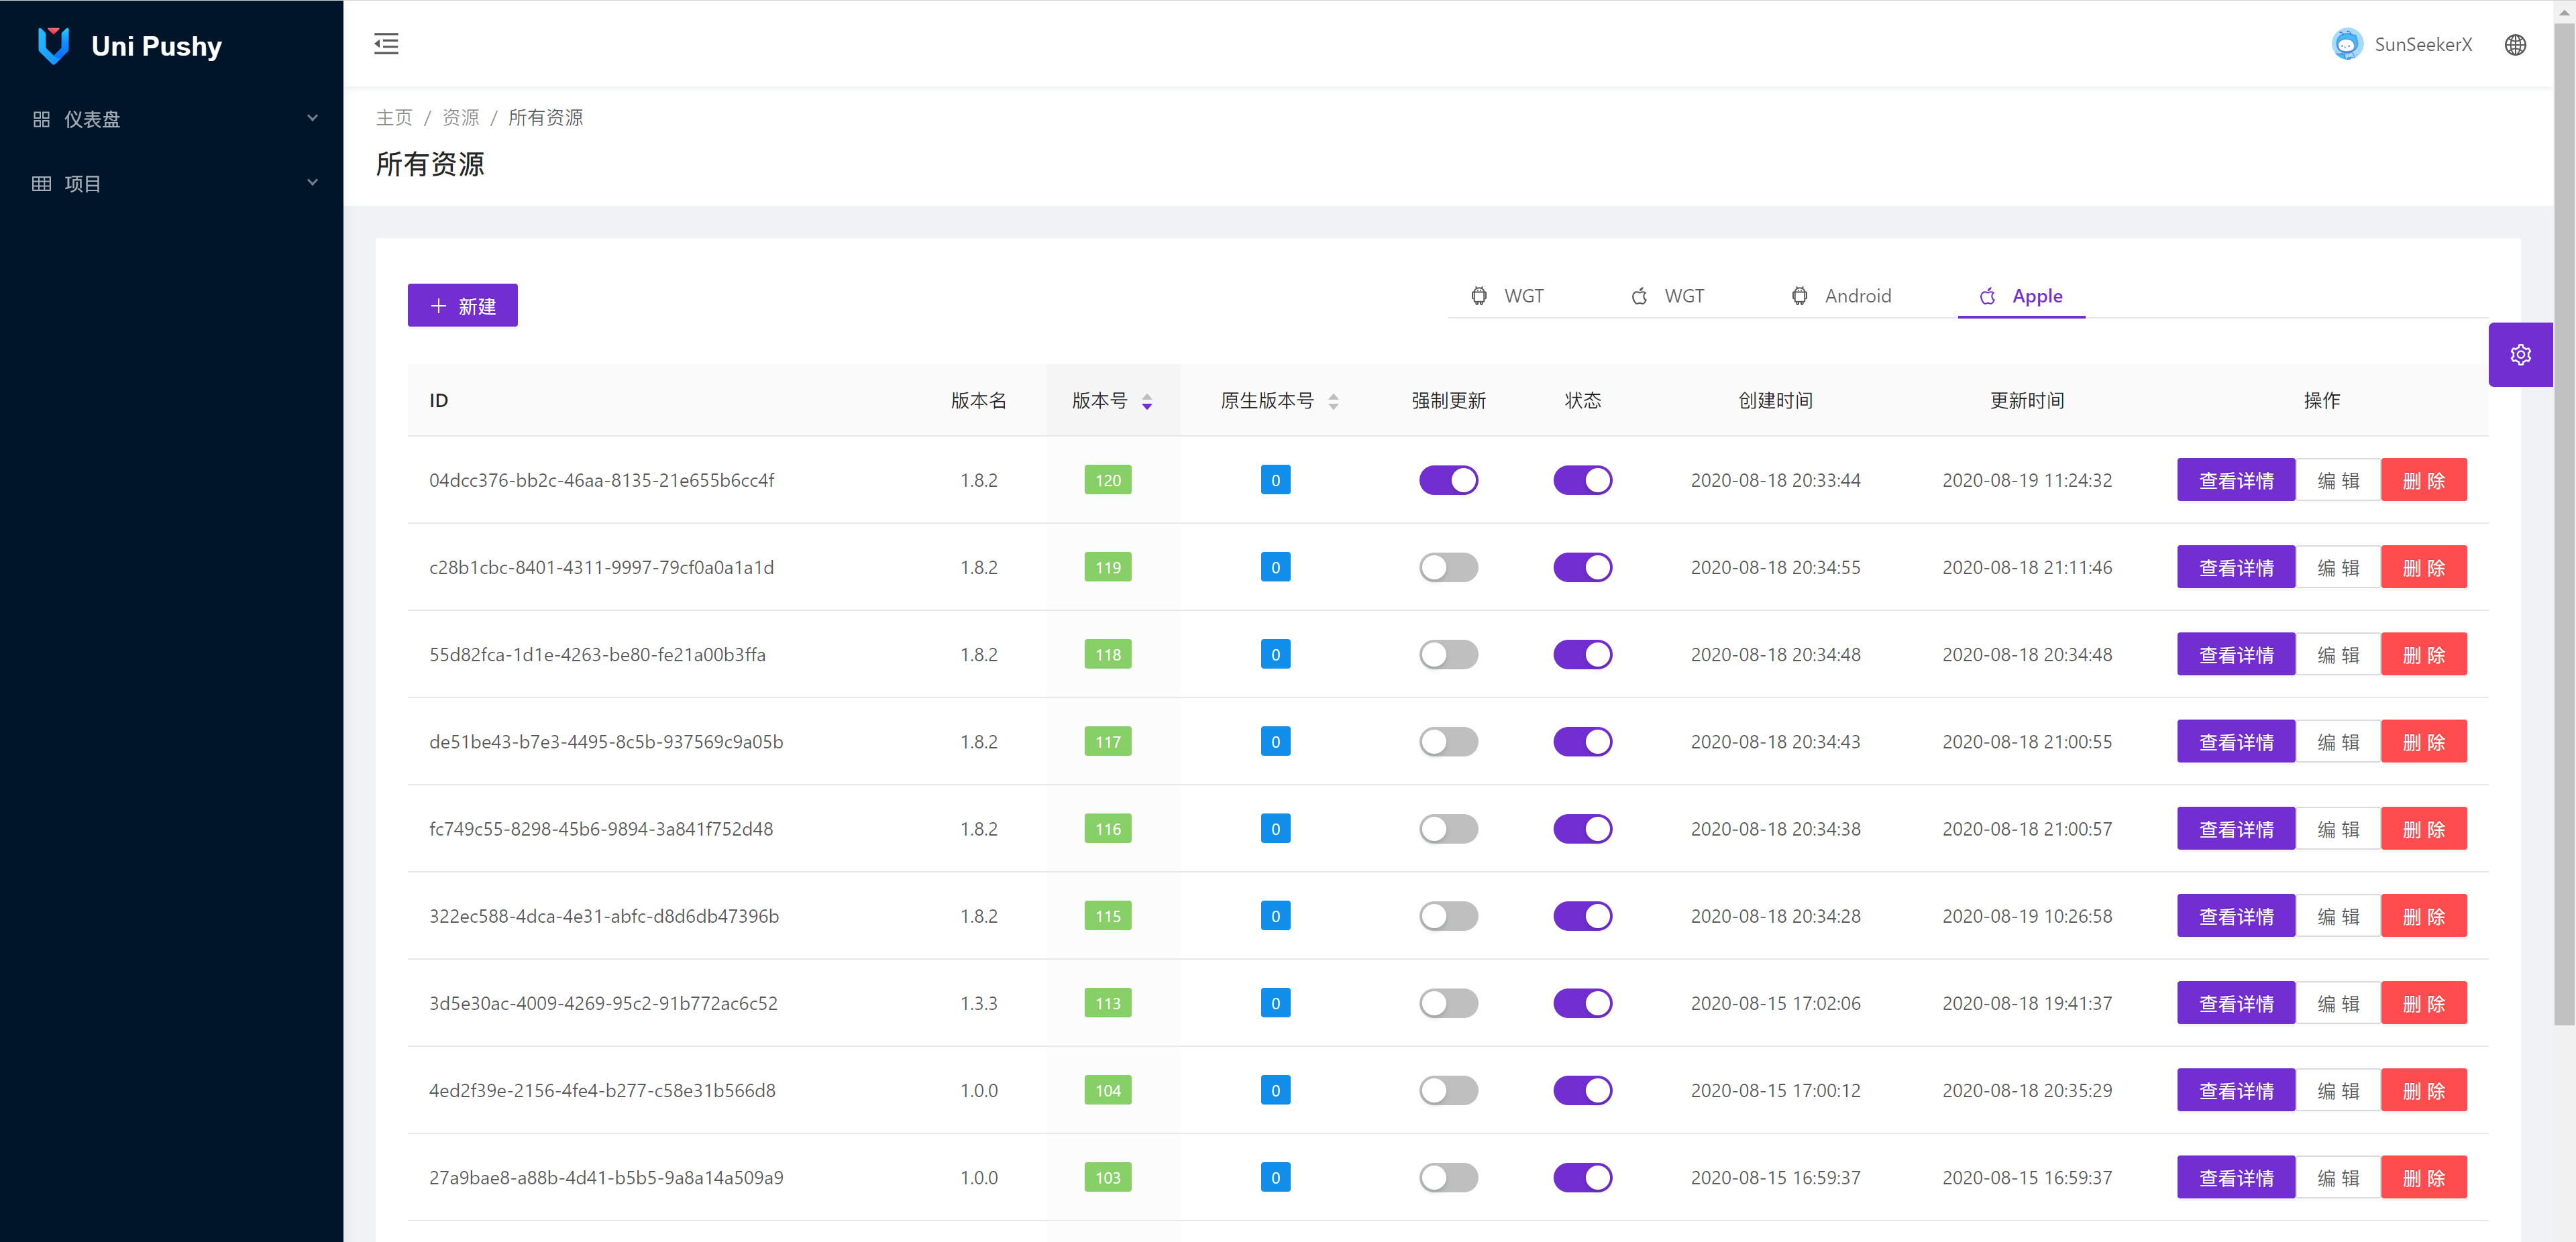 Uni Pushy
仪表盘
项目
SunSeekerX
主页 / 资源 / 所有资源
所有资源
新建
WGT WGT Android Apple
ID 版本名 版本号 原生版本号 强制更新 状态 创建时间 更新时间 操作
04dcc376-bb2c-46aa-8135-21e655b6cc4f 1.8.2 120 0 2020-08-18 20:33:44 2020-08-19 11:24:32 查看详情 编辑 删除
c28b1cbc-8401-4311-9997-79cf0a0a1a1d 1.8.2 119 0 2020-08-18 20:34:55 2020-08-18 21:11:46 查看详情 编辑 删除
55d82fca-1d1e-4263-be80-fe21a00b3ffa 1.8.2 118 0 2020-08-18 20:34:48 2020-08-18 20:34:48 查看详情 编辑 删除
de51be43-b7e3-4495-8c5b-937569c9a05b 1.8.2 117 0 2020-08-18 20:34:43 2020-08-18 21:00:55 查看详情 编辑 删除
fc749c55-8298-45b6-9894-3a841f752d48 1.8.2 116 0 2020-08-18 20:34:38 2020-08-18 21:00:57 查看详情 编辑 删除
322ec588-4dca-4e31-abfc-d8d6db47396b 1.8.2 115 0 2020-08-18 20:34:28 2020-08-19 10:26:58 查看详情 编辑 删除
3d5e30ac-4009-4269-95c2-91b772ac6c52 1.3.3 113 0 2020-08-15 17:02:06 2020-08-18 19:41:37 查看详情 编辑 删除
4ed2f39e-2156-4fe4-b277-c58e31b566d8 1.0.0 104 0 2020-08-15 17:00:12 2020-08-18 20:35:29 查看详情 编辑 删除
27a9bae8-a88b-4d41-b5b5-9a8a14a509a9 1.0.0 103 0 2020-08-15 16:59:37 2020-08-15 16:59:37 查看详情 编辑 删除